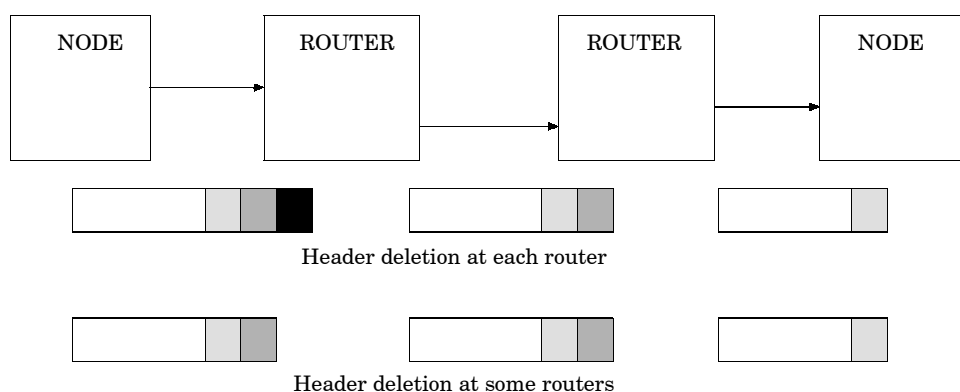 NODE
ROUTER
ROUTER
NODE
Header deletion at each router
Header deletion at some routers